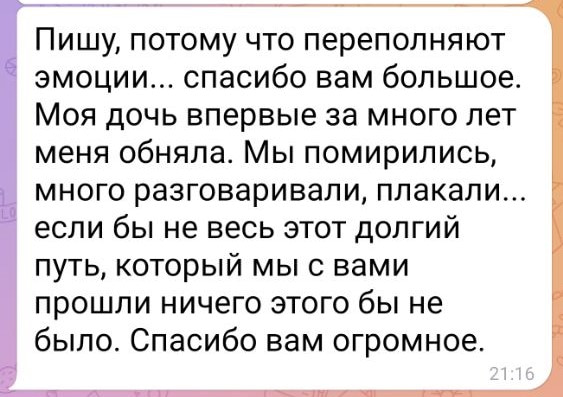 Пишу, потому что переполняют
эмоции... спасибо вам большое.
Моя дочь впервые за много лет
меня обняла. Мы помирились,
много разговаривали, плакали...
если бы не весь этот долгий
путь, который мы с вами
прошли ничего этого бы не
было. Спасибо вам огромное.
21:16